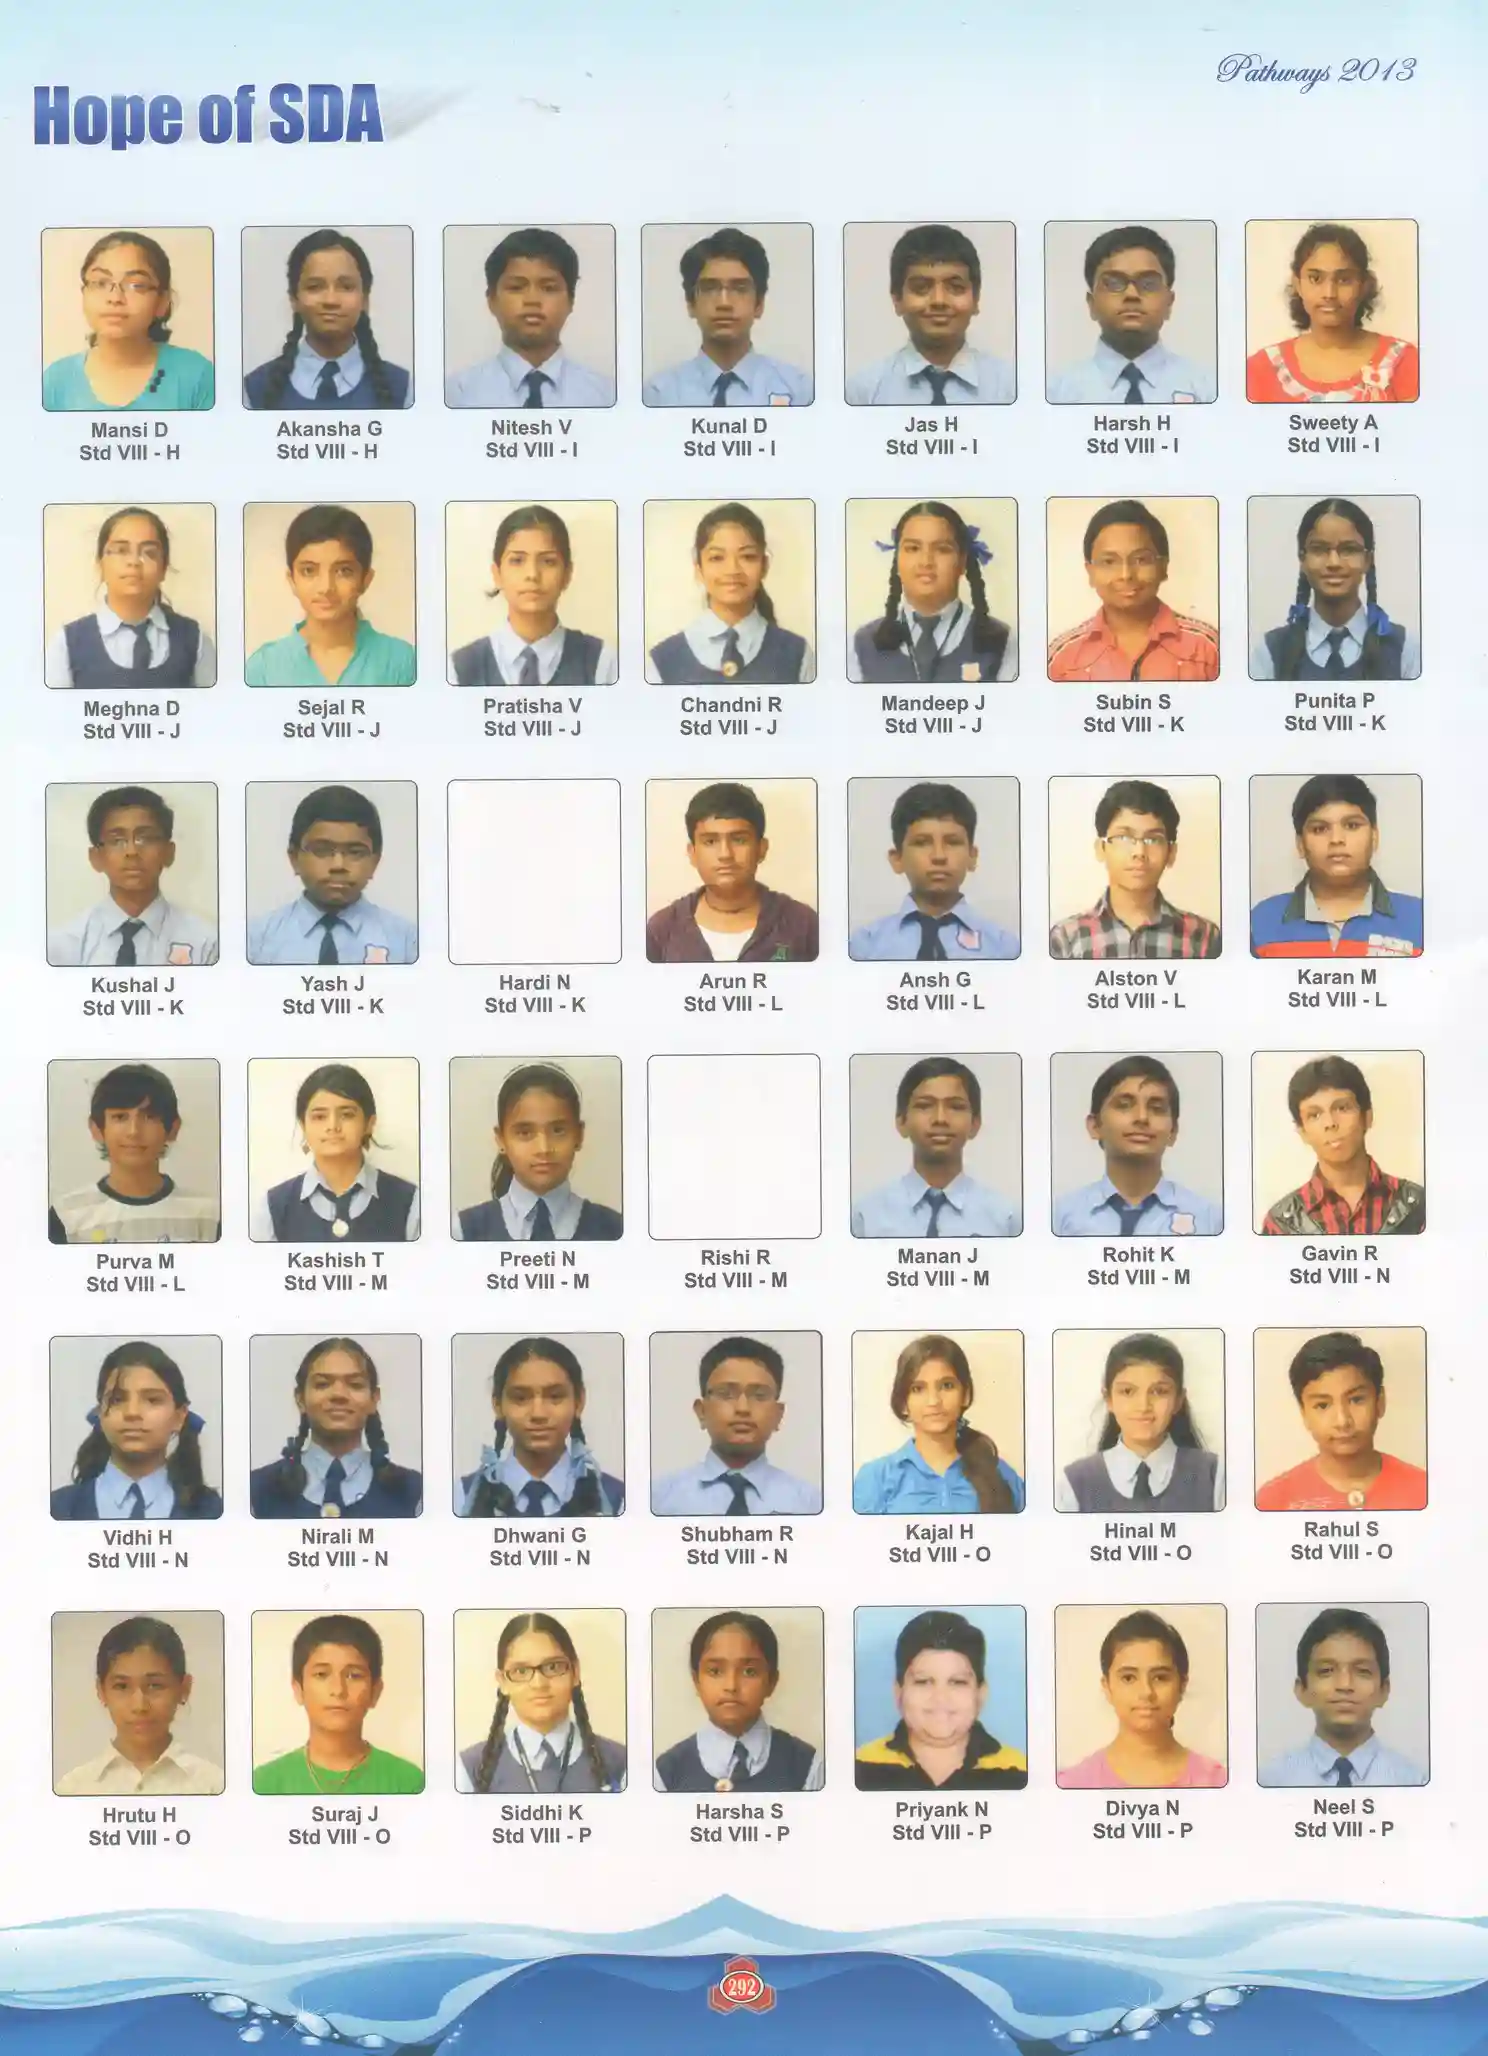 Pathways 2013
Hope of SDA
Mansi D
Std VIII - H
Akansha G
Std VIII - H
Nitesh V
Std VIII - I
Kunal D
Std VIII - I
Jas H
Std VIII - I
Harsh H
Std VIII - I
Sweety A
Std VIII - I
Meghna D
Std VIII - J
Sejal R
Std VIII - J
Pratisha V
Std VIII - J
Chandni R
Std VIII - J
Mandeep J
Std VIII - J
Subin S
Std VIII - K
Punita P
Std VIII - K
Kushal J
Std VIII - K
Yash J
Std VIII - K
Hardi N
Std VIII - K
Arun R
Std VIII - L
Ansh G
Std VIII - L
Alston V
Std VIII - L
Karan M
Std VIII - L
Purva M
Std VIII - L
Kashish T
Std VIII - M
Preeti N
Std VIII - M
Rishi R
Std VIII - M
Manan J
Std VIII - M
Rohit K
Std VIII - M
Gavin R
Std VIII - N
Vidhi H
Std VIII - N
Nirali M
Std VIII - N
Dhwani G
Std VIII - N
Shubham R
Std VIII - N
Kajal H
Std VIII - O
Hinal M
Std VIII - O
Rahul S
Std VIII - O
Hrutu H
Std VIII - O
Suraj J
Std VIII - O
Siddhi K
Std VIII - P
Harsha S
Std VIII - P
Priyank N
Std VIII - P
Divya N
Std VIII - P
Neel S
Std VIII - P
292